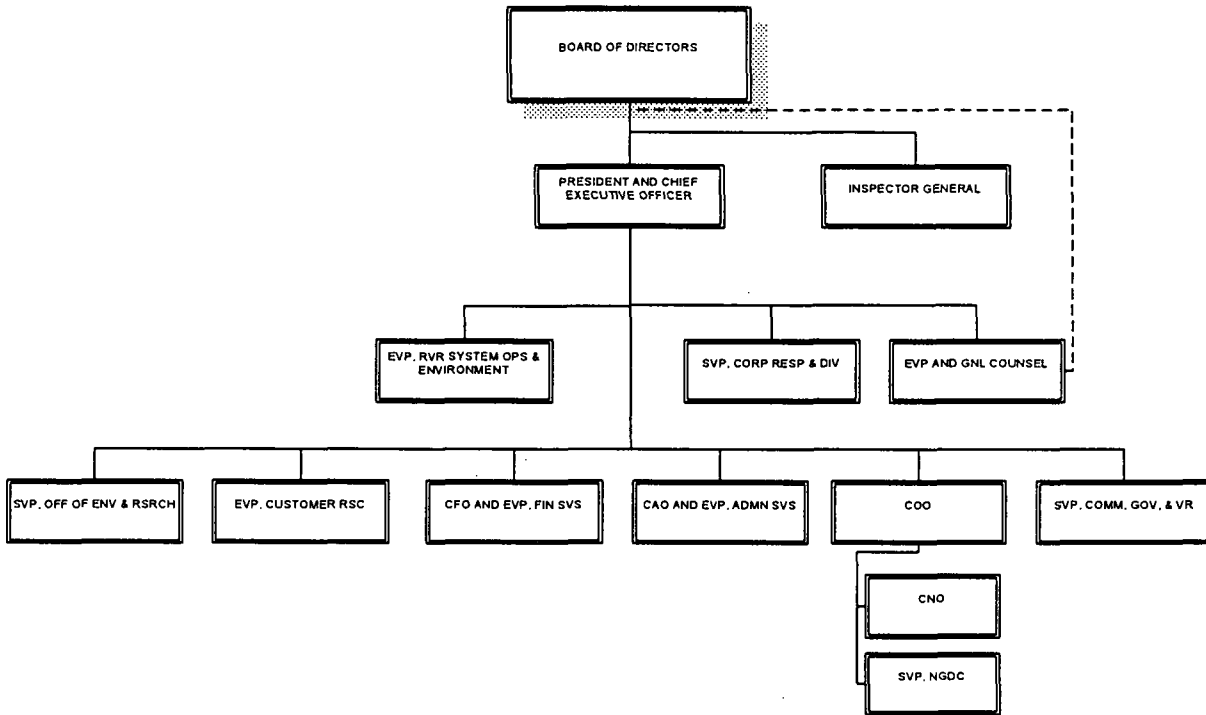 BOARD OF DIRECTORS
PRESIDENT AND CHIEF
EXECUTIVE OFFICER
INSPECTOR GENERAL
EVP, RVR SYSTEM OPS &
ENVIRONMENT
SVP, CORP RESP & DIV
EVP AND GNL COUNSEL
SVP, OFF OF ENV & RSRCH
EVP, CUSTOMER RSC
CFO AND EVP, FIN SVS
CAO AND EVP, ADMN SVS
COO
SVP, COMM, GOV, & VR
CNO
SVP, NGDC